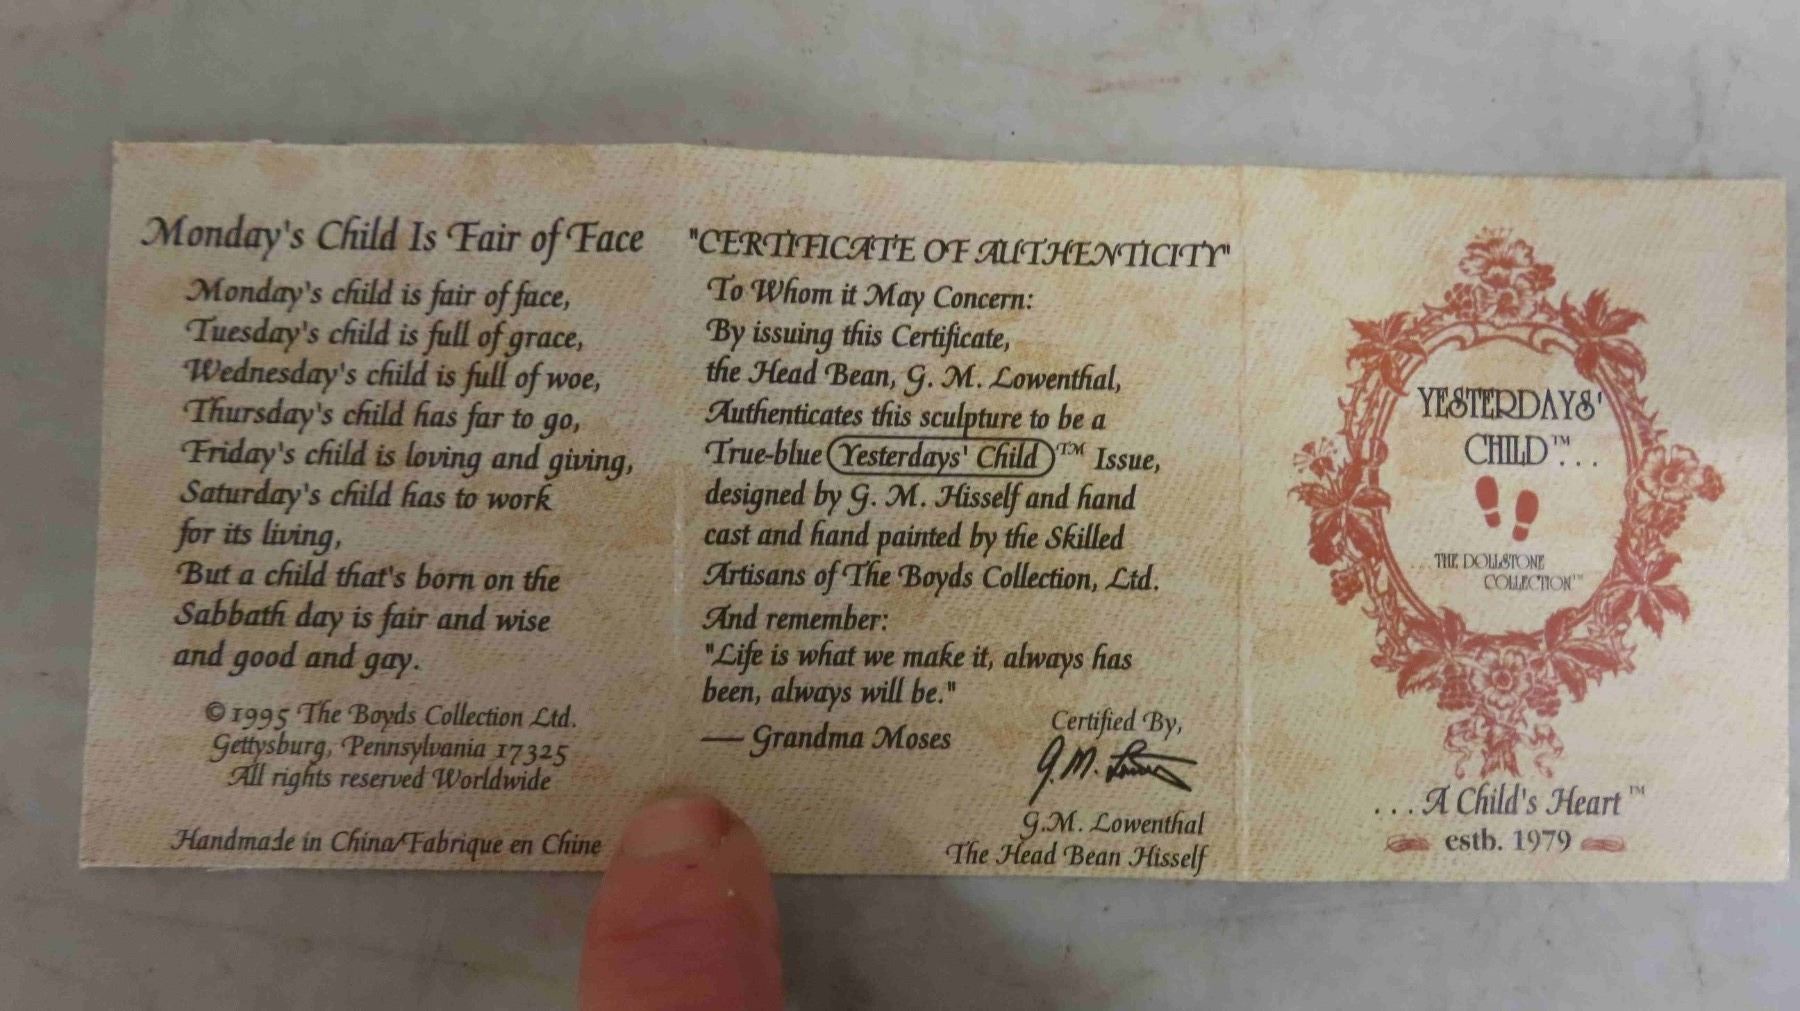 Monday's Child Is Fair of Face
Monday's child is fair of face,
Tuesday's child is full of grace,
Wednesday's child is full of woe,
Thursday's child has far to go,
Friday's child is loving and giving,
Saturday's child has to work
for its living,
But a child that's born on the
Sabbath day is fair and wise
and good and gay.
© 1995 The Boyds Collection Ltd.
Gettysburg, Pennsylvania 17325
All rights reserved Worldwide
Handmade in China/Fabrique en Chine
"CERTIFICATE OF AUTHENTICITY"
To Whom it May Concern:
By issuing this Certificate,
the Head Bean, G. M. Lowenthal,
Authenticates this sculpture to be a
True-blue Yesterdays' Child™ Issue,
designed by G. M. Hisself and hand
cast and hand painted by the Skilled
Artisans of The Boyds Collection, Ltd.
And remember:
"Life is what we make it, always has
been, always will be."
— Grandma Moses
Certified By,
G.M. Lowenthal
The Head Bean Hisself
YESTERDAYS'
CHILD™...
...THE DOLLSTONE
COLLECTION™
...A Child's Heart™
estb. 1979